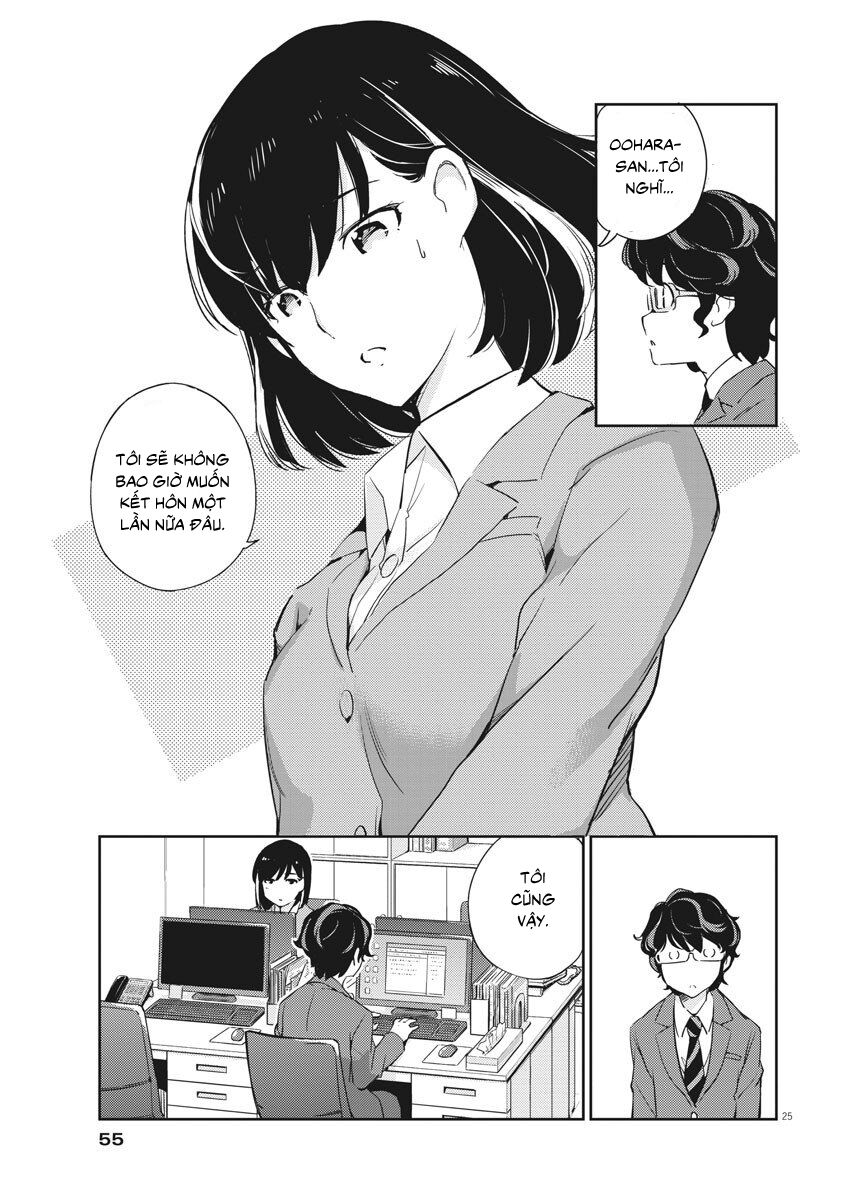 OOHARA-
SAN...TÔI
NGHĨ...
TÔI SẼ KHÔNG
BAO GIỜ MUỐN
KẾT HÔN MỘT
LẦN NỮA ĐÂU.
TÔI
CŨNG
VẬY.
25
55